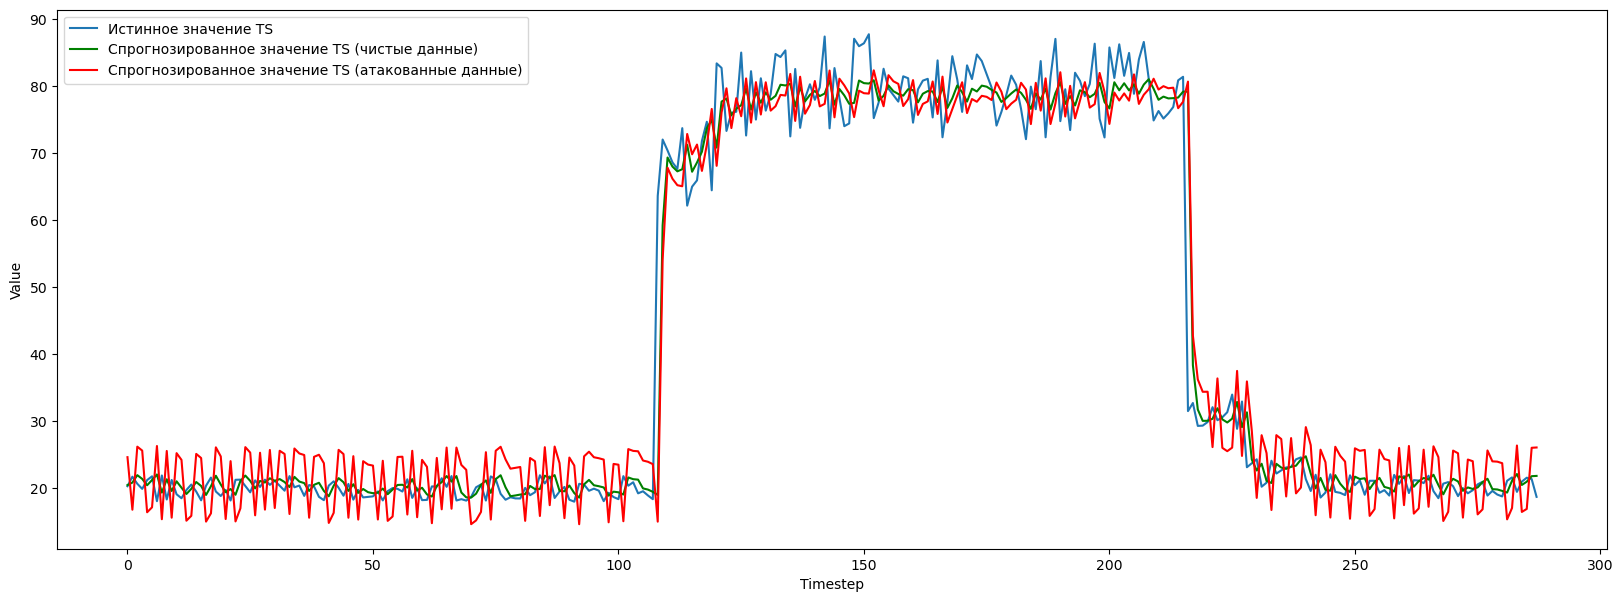 Истинное значение TS
Спрогнозированное значение TS (чистые данные)
Спрогнозированное значение TS (атакованные данные)
90
80
70
60
50
40
30
20
Value
0 50 100 150 200 250 300
Timestep